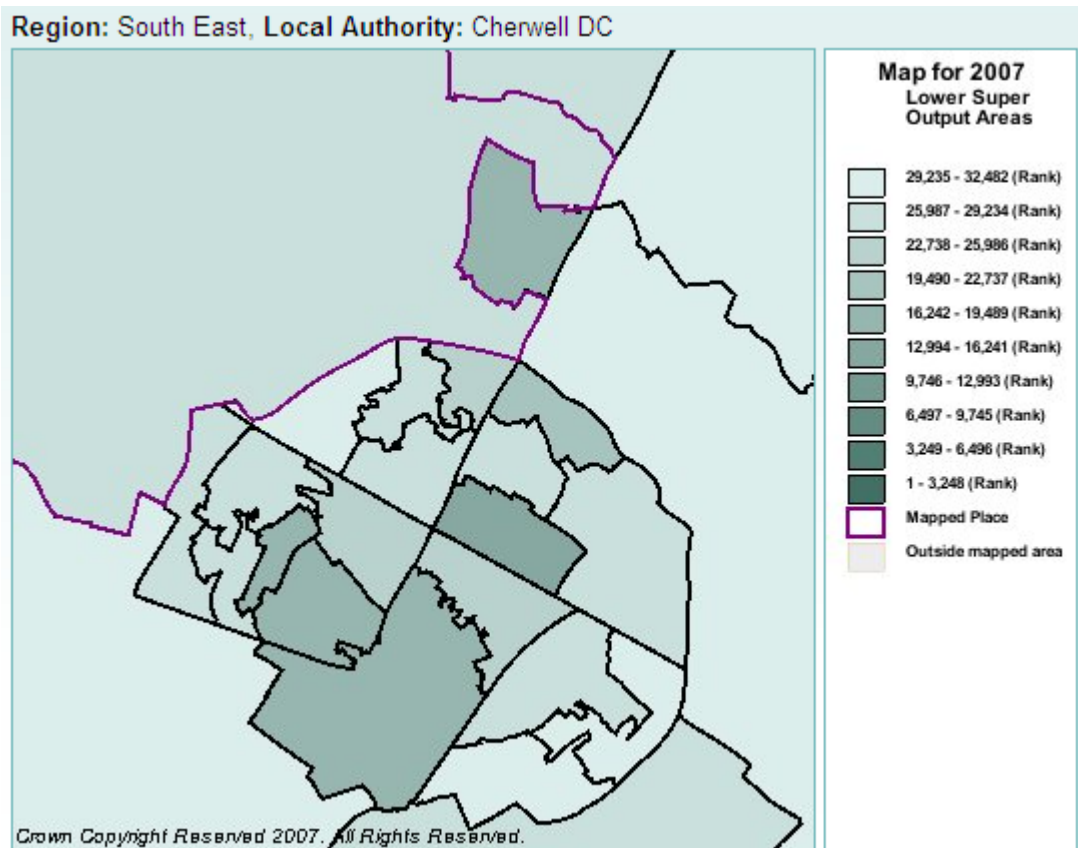 Region: South East, Local Authority: Cherwell DC
Map for 2007
Lower Super
Output Areas
29,235 - 32,482 (Rank)
25,987 - 29,234 (Rank)
22,738 - 25,986 (Rank)
19,490 - 22,737 (Rank)
16,242 - 19,489 (Rank)
12,994 - 16,241 (Rank)
9,746 - 12,993 (Rank)
6,497 - 9,745 (Rank)
3,249 - 6,496 (Rank)
1 - 3,248 (Rank)
Mapped Place
Outside mapped area
Crown Copyright Reserved 2007. All Rights Reserved.